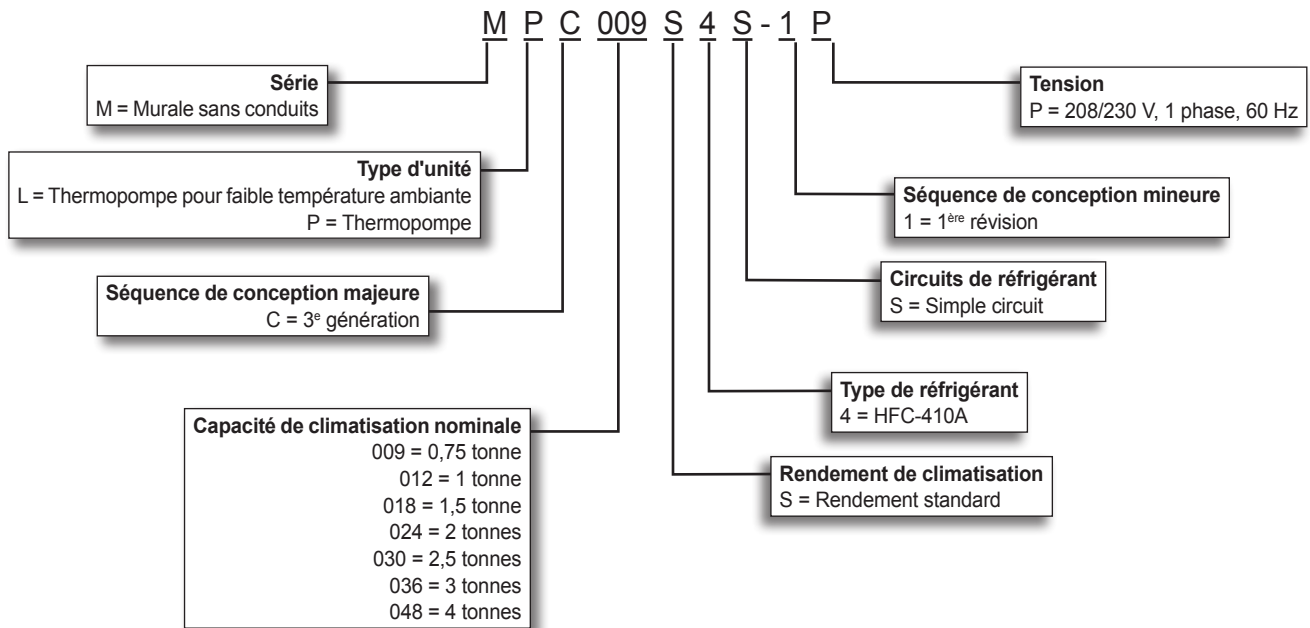 M P C 009 S 4 S - 1 P
Série
M = Murale sans conduits
Type d'unité
L = Thermopompe pour faible température ambiante
P = Thermopompe
Séquence de conception majeure
C = 3e génération
Capacité de climatisation nominale
009 = 0,75 tonne
012 = 1 tonne
018 = 1,5 tonne
024 = 2 tonnes
030 = 2,5 tonnes
036 = 3 tonnes
048 = 4 tonnes
Tension
P = 208/230 V, 1 phase, 60 Hz
Séquence de conception mineure
1 = 1ère révision
Circuits de réfrigérant
S = Simple circuit
Type de réfrigérant
4 = HFC-410A
Rendement de climatisation
S = Rendement standard